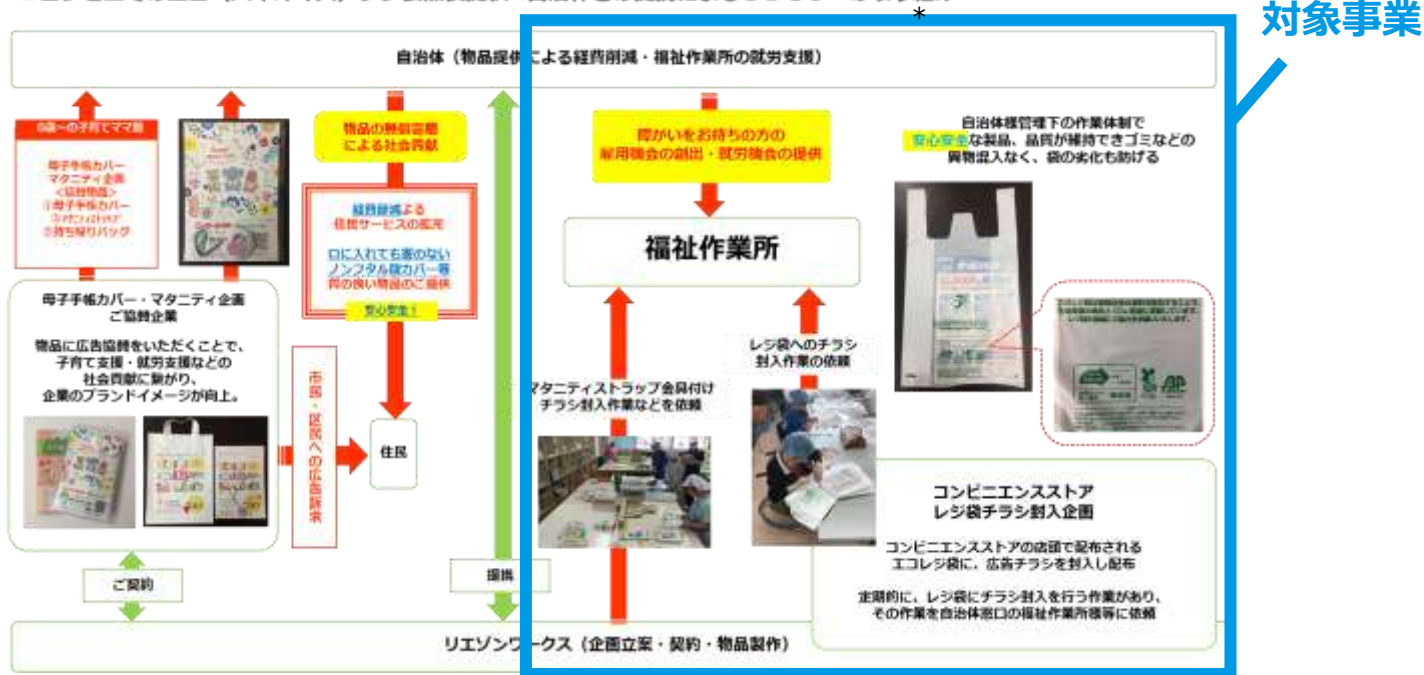 対象事業
*
自治体（物品提供による経費削減・福祉作業所の就労支援）
0歳〜の子育てママ層
母子手帳カバー
マタニティ企画
<協賛物品>
①母子手帳カバー
③持ち帰りバッグ
物品の無償寄贈
による社会貢献
経費削減による
住民サービスの拡充
口に入れても害のない
ノンフタル酸カバー等
質の良い物品のご提供
安心安全！
母子手帳カバー・マタニティ企画
ご協賛企業
物品に広告協賛をいただくことで、
子育て支援・就労支援などの
社会貢献に繋がり、
企業のブランドイメージが向上。
市民・区民への広告訴求
住民
ご契約
提携
障がいをお持ちの方の
雇用機会の創出・就労機会の提供
福祉作業所
マタニティストラップ金具付け
チラシ封入作業などを依頼
レジ袋へのチラシ
封入作業の依頼
自治体様管理下の作業体制で
安心安全な製品、品質が維持できゴミなどの
異物混入なく、袋の劣化も防げる
コンビニエンスストア
レジ袋チラシ封入企画
コンビニエンスストアの店頭で配布される
エコレジ袋に、広告チラシを封入し配布
定期的に、レジ袋にチラシ封入を行う作業があり、
その作業を自治体窓口の福祉作業所様等に依頼
リエゾンワークス（企画立案・契約・物品製作）